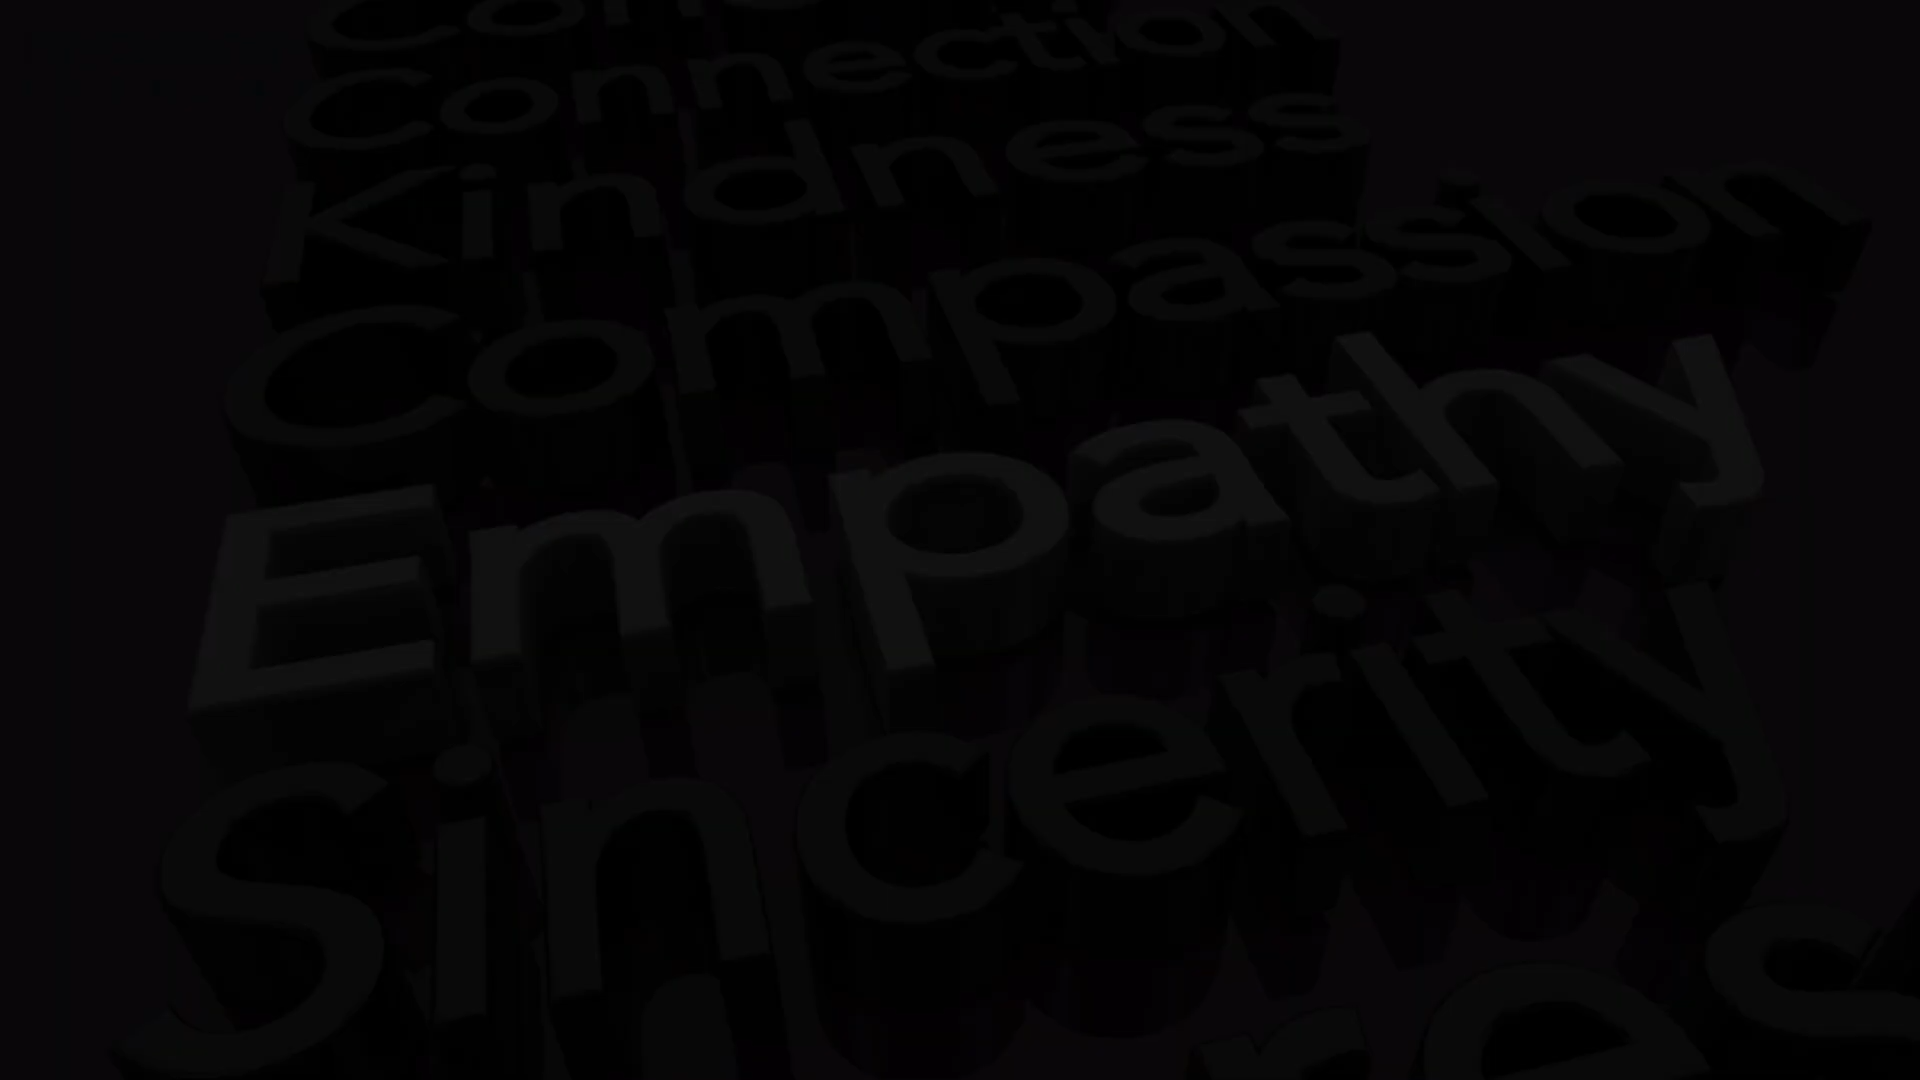 Connection
Kindness
Compassion
Empathy
Sincerity